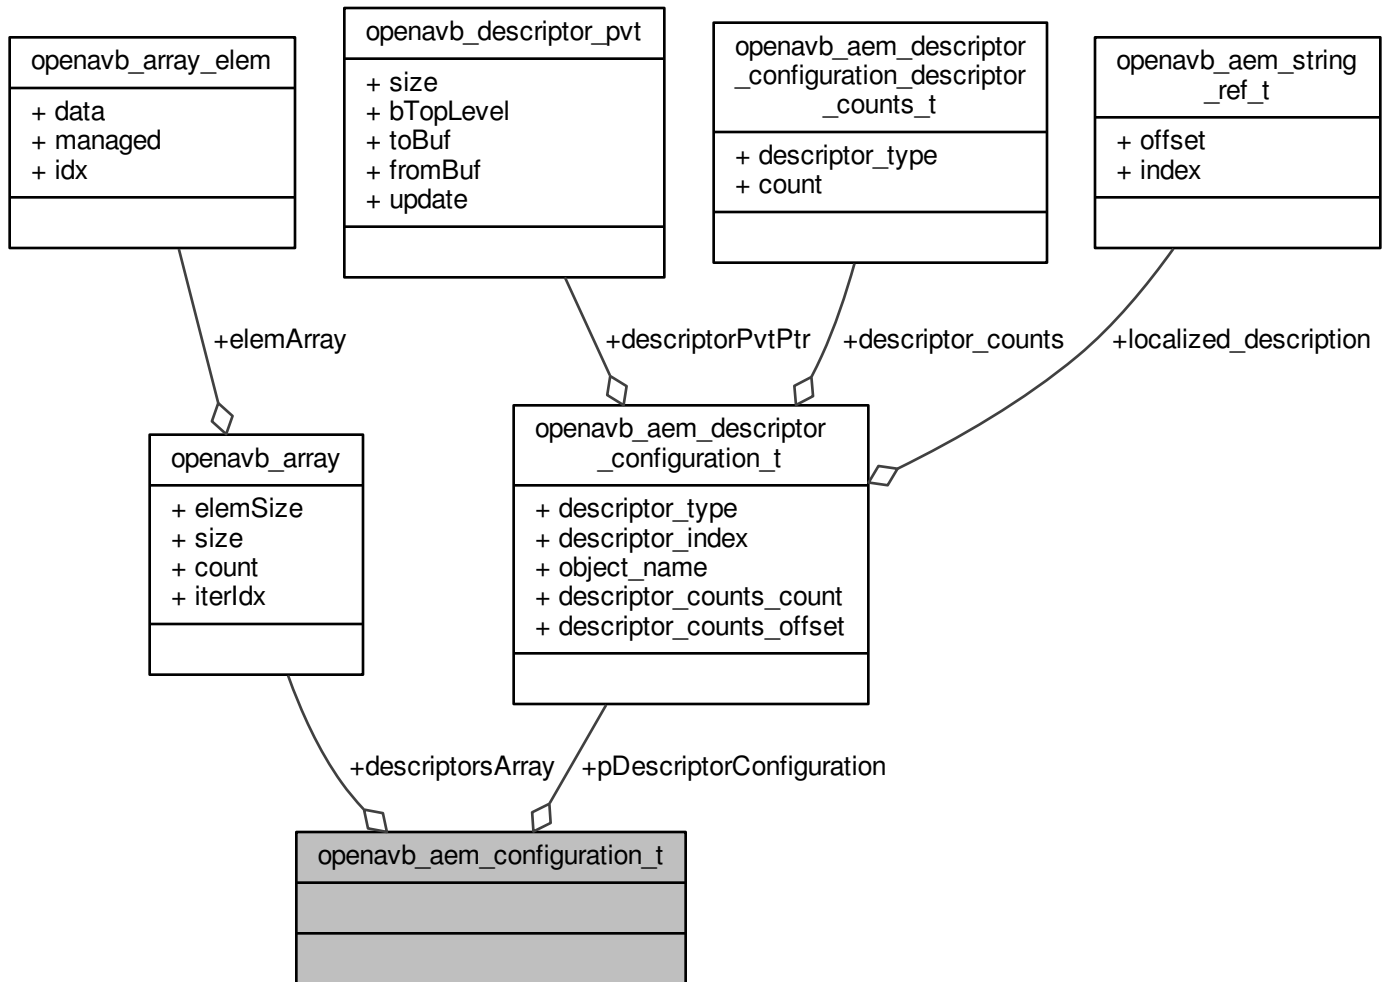 openavb_array_elem
+ data
+ managed
+ idx
openavb_descriptor_pvt
+ size
+ bTopLevel
+ toBuf
+ fromBuf
+ update
openavb_aem_descriptor
_configuration_descriptor
_counts_t
+ descriptor_type
+ count
openavb_aem_string
_ref_t
+ offset
+ index
+elemArray
+descriptorPvtPtr
+descriptor_counts
+localized_description
openavb_array
+ elemSize
+ size
+ count
+ iterIdx
openavb_aem_descriptor
_configuration_t
+ descriptor_type
+ descriptor_index
+ object_name
+ descriptor_counts_count
+ descriptor_counts_offset
+descriptorsArray
+pDescriptorConfiguration
openavb_aem_configuration_t